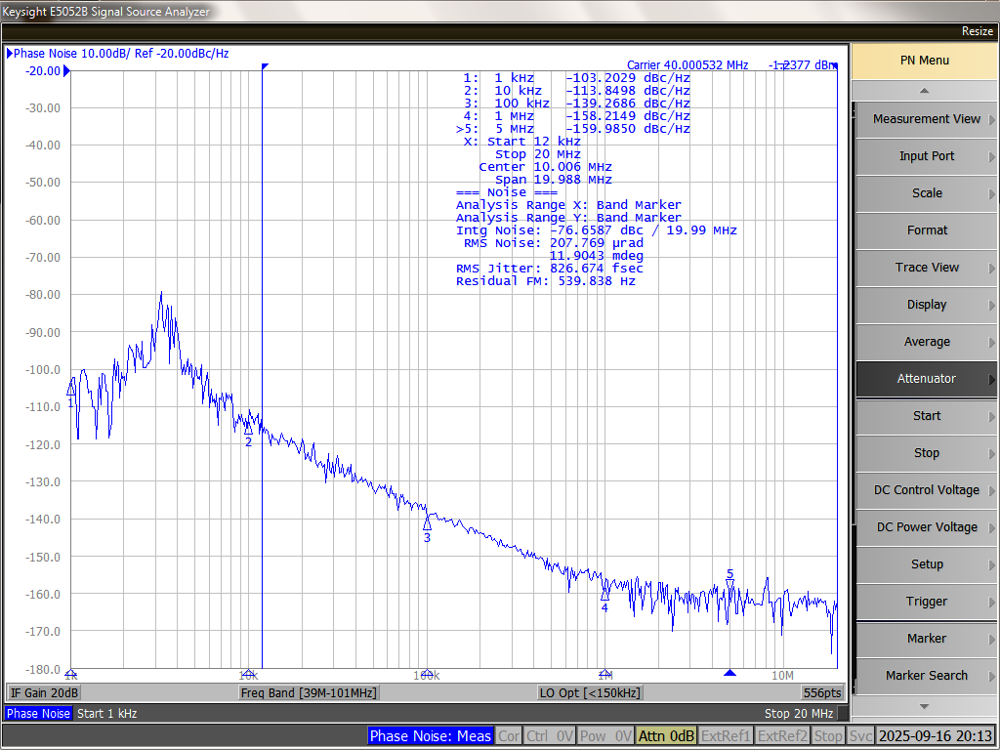 Keysight E5052B Signal Source Analyzer
Resize
Phase Noise 10.00dB/ Ref -20.00dBc/Hz
Carrier 40.000532 MHz -1.2377 dBm
-20.00
-30.00
-40.00
-50.00
-60.00
-70.00
-80.00
-90.00
-100.0
-110.0
-120.0
-130.0
-140.0
-150.0
-160.0
-170.0
-180.0
1: 1 kHz -103.2029 dBc/Hz
2: 10 kHz -113.8498 dBc/Hz
3: 100 kHz -139.2686 dBc/Hz
4: 1 MHz -158.2149 dBc/Hz
>5: 5 MHz -159.9850 dBc/Hz
X: Start 12 kHz
Stop 20 MHz
Center 10.006 MHz
Span 19.988 MHz
=== Noise ===
Analysis Range X: Band Marker
Analysis Range Y: Band Marker
Intg Noise: -76.6587 dBc / 19.99 MHz
RMS Noise: 207.769 µrad
11.9043 mdeg
RMS Jitter: 826.674 fsec
Residual FM: 539.838 Hz
1
2
3
4
5
1k 10k 100k 1M 10M
IF Gain 20dB Freq Band [39M-101MHz] LO Opt [<150kHz] 556pts
Phase Noise Start 1 kHz Stop 20 MHz
PN Menu
Measurement View
Input Port
Scale
Format
Trace View
Display
Average
Attenuator
Start
Stop
DC Control Voltage
DC Power Voltage
Setup
Trigger
Marker
Marker Search
Phase Noise: Meas Cor Ctrl 0V Pow 0V Attn 0dB ExtRef1 ExtRef2 Stop Svc 2025-09-16 20:13